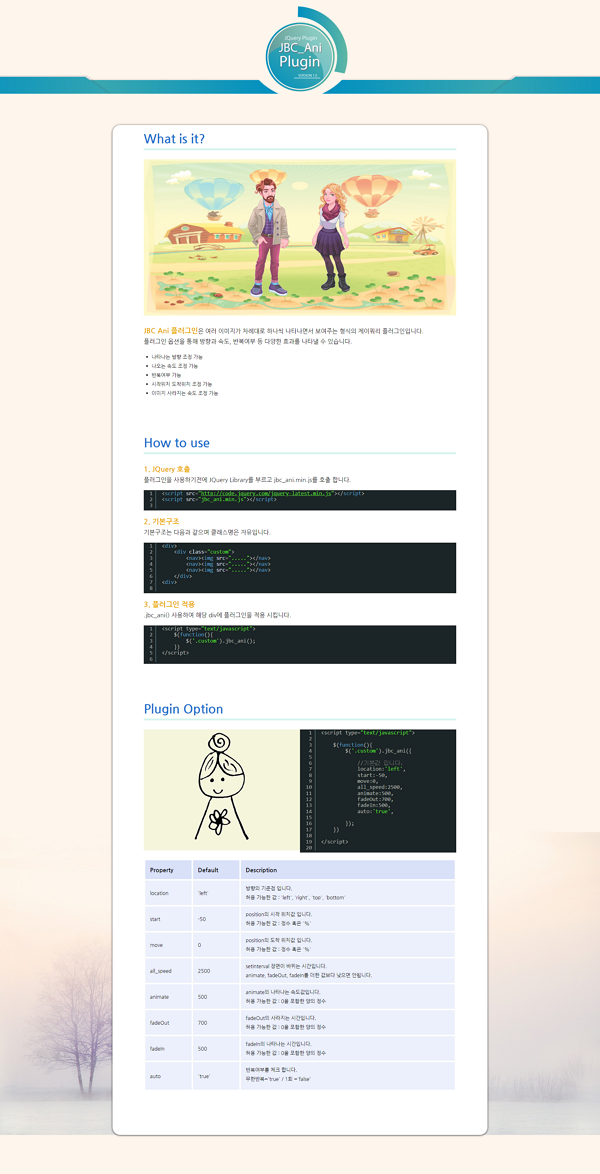 jQuery Plugin
JBC_Ani
Plugin
What is it?
JBC Ani 플러그인은 여러 이미지가 차례대로 하나씩 나타나면서 보여주는 형식의 게이워리 플러그인입니다.
플러그인 옵션을 통해 방향과 속도, 반복여부 등 다양한 효과를 나타낼 수 있습니다.
나타나는 방향 조정 가능
나오는 속도 조정 가능
반복여부 가능
시작위치 도착위치 조정 가능
이미지 사라지는 속도 조정 가능
How to use
1, JQuery 호출
플러그인을 사용하기전에 JQuery Library를 부르고 jbc_ani.min.js를 호출 합니다.
1 <script src="http://code.jquery.com/jquery-latest.min.js"></script>
2 <script src="jbc_ani.min.js"></script>
3
2, 기본구조
기본구조는 다음과 같으며 클래스명은 자유입니다.
1 <div>
2 <div class="custom">
3 <nav><img src="....."></nav>
4 <nav><img src="....."></nav>
5 <nav><img src="....."></nav>
6 </div>
7 <div>
8
3, 플러그인 적용
.jbc_ani() 사용하여 해당 div에 플러그인을 적용 시킵니다.
1 <script type="text/javascript">
2 $(function(){
3 $('.custom').jbc_ani();
4 })
5 </script>
6
Plugin Option
1 <script type="text/javascript">
2
3 $(function(){
4 $('.custom').jbc_ani({
5
6 //기본값 입니다.
7 location:'left',
8 start:-50,
9 move:0,
10 all_speed:2500,
11 animate:500,
12 fadeOut:700,
13 fadein:500,
14 auto:'true',
15
16 });
17 })
18
19 </script>
20
Property Default Description
location 'left' 방향의 기준점 입니다.
허용 가능한 값 : 'left', 'right', 'top', 'bottom'
start -50 position의 시작 위치값 입니다.
허용 가능한 값 : 정수 혹은 '%'
move 0 position의 도착 위치값 입니다.
허용 가능한 값 : 정수 혹은 '%'
all_speed 2500 setInterval 장면이 바뀌는 시간입니다.
animate, fadeOut, fadeIn를 더한 값보다 낮으면 안됩니다.
animate 500 animate의 나타나는 속도값입니다.
허용 가능한 값 : 0을 포함한 양의 정수
fadeOut 700 fadeOut의 사라지는 시간입니다.
허용 가능한 값 : 0을 포함한 양의 정수
fadeIn 500 fadeIn의 나타나는 시간입니다.
허용 가능한 값 : 0을 포함한 양의 정수
auto 'true' 반복여부를 체크 합니다.
무한반복='true' / 1회 ='false'